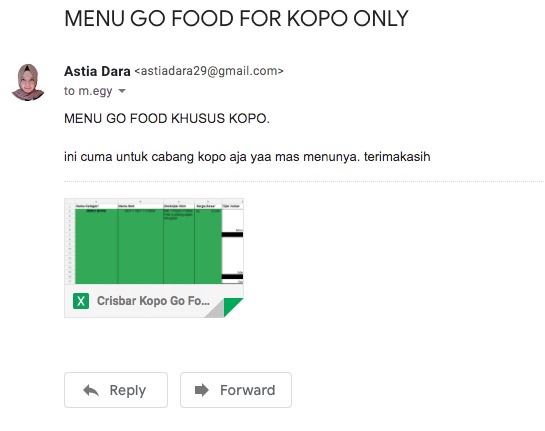 MENU GO FOOD FOR KOPO ONLY
Astia Dara <astiadara29@gmail.com>
to m.egy
MENU GO FOOD KHUSUS KOPO.
ini cuma untuk cabang kopo aja yaa mas menunya. terimakasih
X Crisbar Kopo Go Fo...
Reply Forward